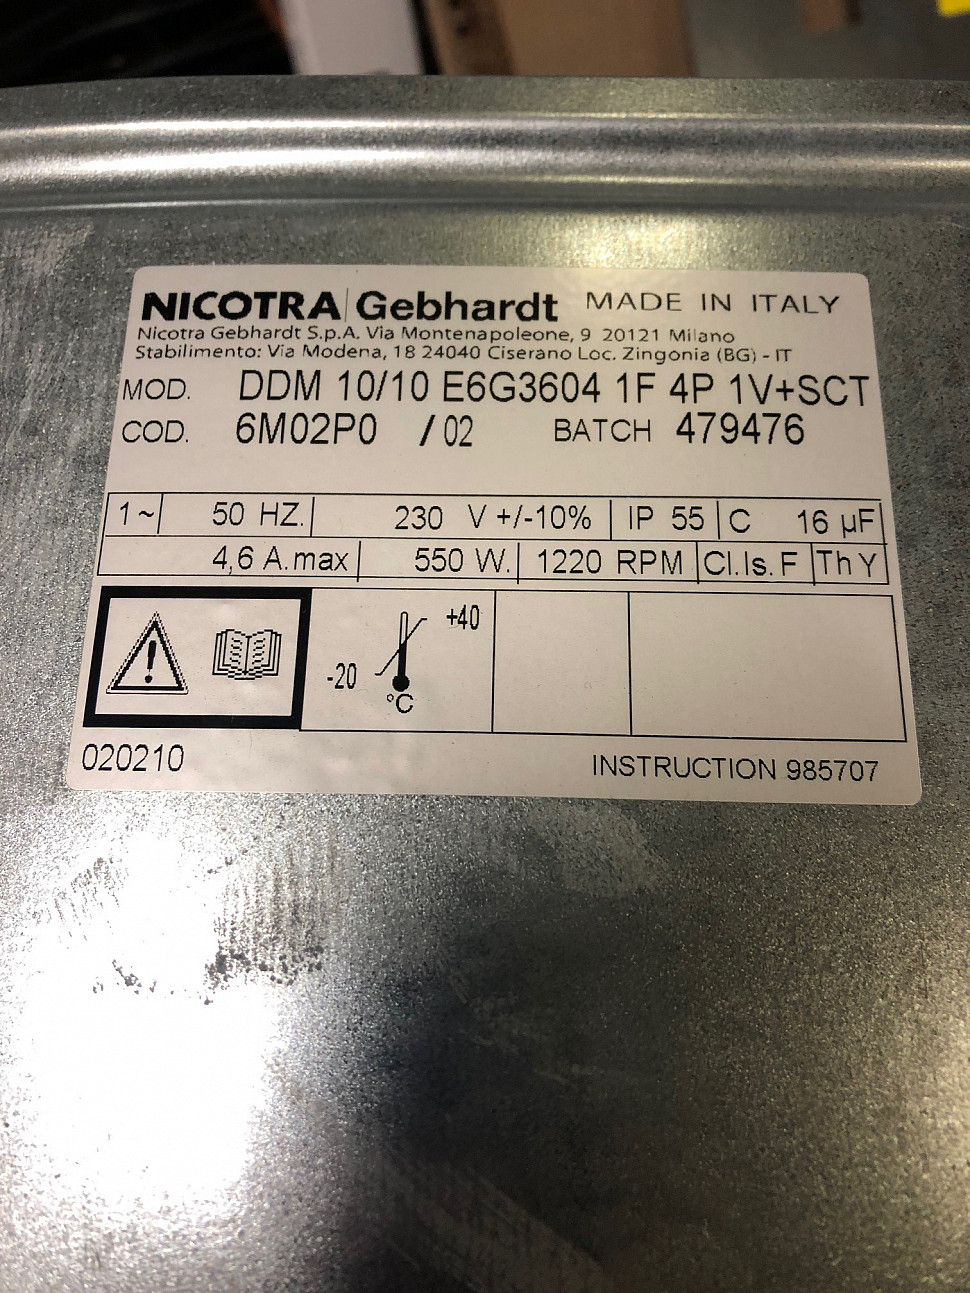 NICOTRA Gebhardt MADE IN ITALY
Nicotra Gebhardt S.p.A. Via Montenapoleone, 9 20121 Milano
Stabilimento: Via Modena, 18 24040 Ciserano Loc. Zingonia (BG) - IT
MOD. DDM 10/10 E6G3604 1F 4P 1V+SCT
COD. 6M02P0 /02 BATCH 479476
1~ 50 HZ. 230 V +/-10% IP 55 C 16 µF
4,6 A.max 550 W. 1220 RPM Cl.Is.F Th Y
+40
-20
°C
020210 INSTRUCTION 985707